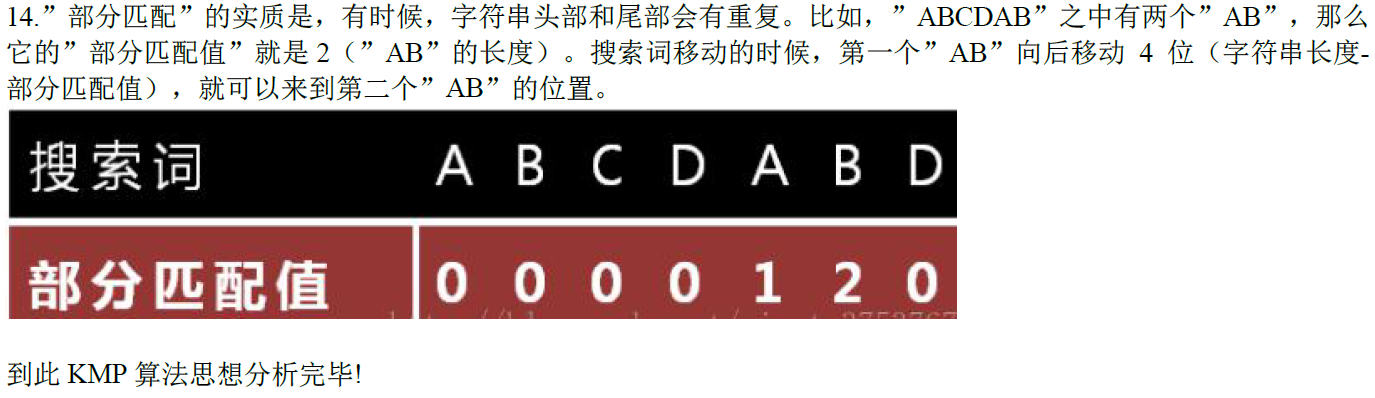 14.”部分匹配”的实质是，有时候，字符串头部和尾部会有重复。比如，”ABCDAB”之中有两个”AB”，那么
它的”部分匹配值”就是 2（”AB”的长度）。搜索词移动的时候，第一个”AB”向后移动 4 位（字符串长度-
部分匹配值），就可以来到第二个”AB”的位置。
搜索词 A B C D A B D
部分匹配值 0 0 0 0 1 2 0
到此 KMP 算法思想分析完毕!